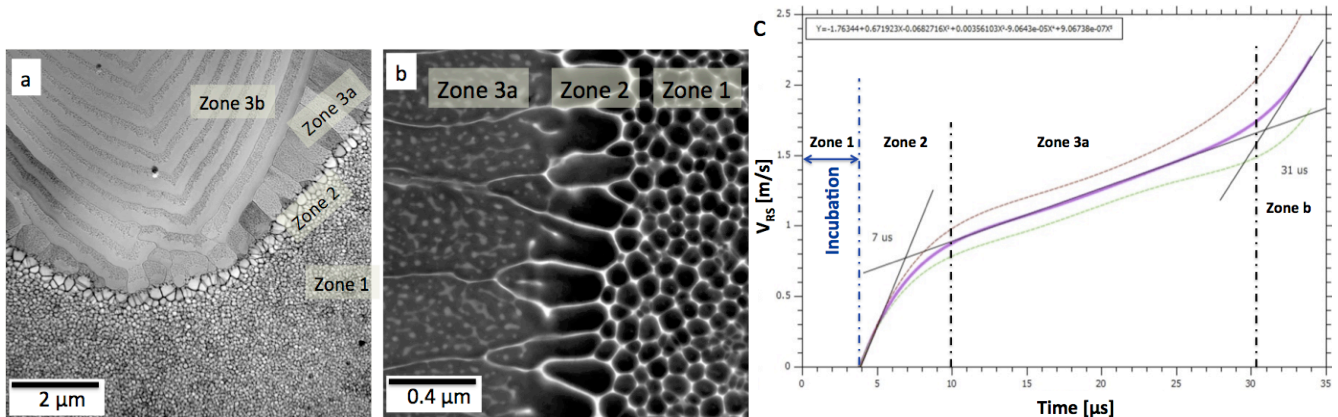 a
Zone 3b
Zone 3a
Zone 2
Zone 1
2 µm
b
Zone 3a
Zone 2
Zone 1
0.4 µm
C
Y=-1.76344+0.671923X-0.0682716X²+0.00356103X³-9.0643e-05X⁴+9.06738e-07X⁵
2.5
2
1.5
1
0.5
0
V_RS [m/s]
Zone 1
Zone 2
Zone 3a
Incubation
7 us
31 us
Zone b
0
5
10
15
20
25
30
35
Time [µs]